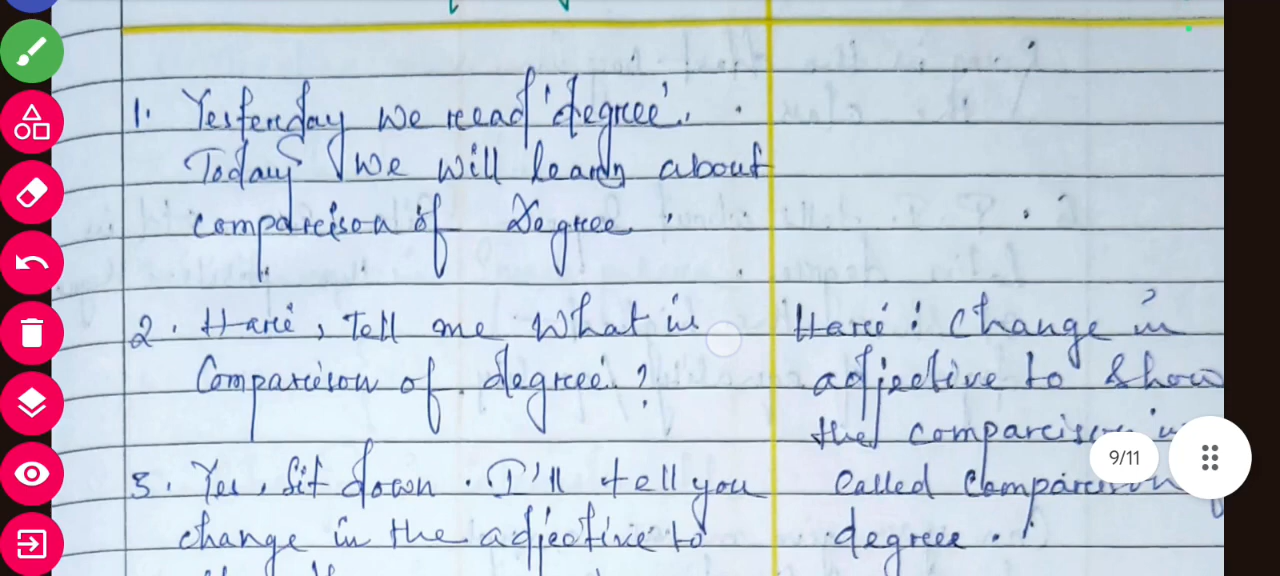 1. Yesterday we read 'degree'.
Today we will learn about
comparison of Degree.
2. Hari, Tell me What is
Comparison of degree?
3. Yes, Sit down. I'll tell you
change in the adjective to
Hari: Change in
adjective to show
the comparison is
called Comparison
degree.
9/11